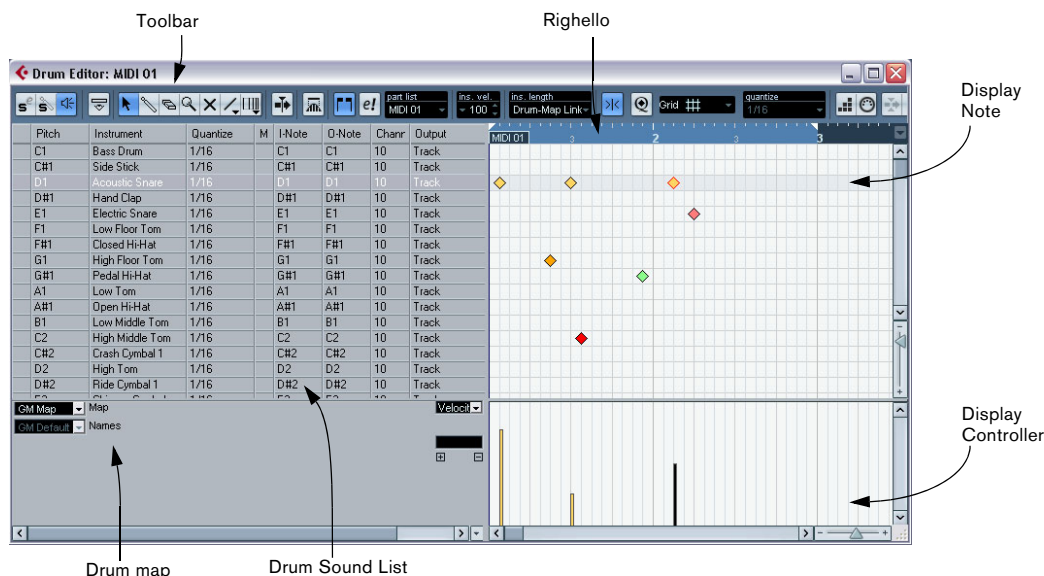 Toolbar
Righello
Drum Editor: MIDI 01
Display
Note
part list
MIDI 01
ins. vel.
100
ins. length
Drum-Map Link
Grid
quantize
1/16
Pitch Instrument Quantize M I-Note O-Note Chanr Output
MIDI 01 3 2 3 3
C1 Bass Drum 1/16 C1 C1 10 Track
C#1 Side Stick 1/16 C#1 C#1 10 Track
D1 Acoustic Snare 1/16 D1 D1 10 Track
D#1 Hand Clap 1/16 D#1 D#1 10 Track
E1 Electric Snare 1/16 E1 E1 10 Track
F1 Low Floor Tom 1/16 F1 F1 10 Track
F#1 Closed Hi-Hat 1/16 F#1 F#1 10 Track
G1 High Floor Tom 1/16 G1 G1 10 Track
G#1 Pedal Hi-Hat 1/16 G#1 G#1 10 Track
A1 Low Tom 1/16 A1 A1 10 Track
A#1 Open Hi-Hat 1/16 A#1 A#1 10 Track
B1 Low Middle Tom 1/16 B1 B1 10 Track
C2 High Middle Tom 1/16 C2 C2 10 Track
C#2 Crash Cymbal 1 1/16 C#2 C#2 10 Track
D2 High Tom 1/16 D2 D2 10 Track
D#2 Ride Cymbal 1 1/16 D#2 D#2 10 Track
GM Map Map
Velocit
GM Default Names
Display
Controller
Drum map
Drum Sound List